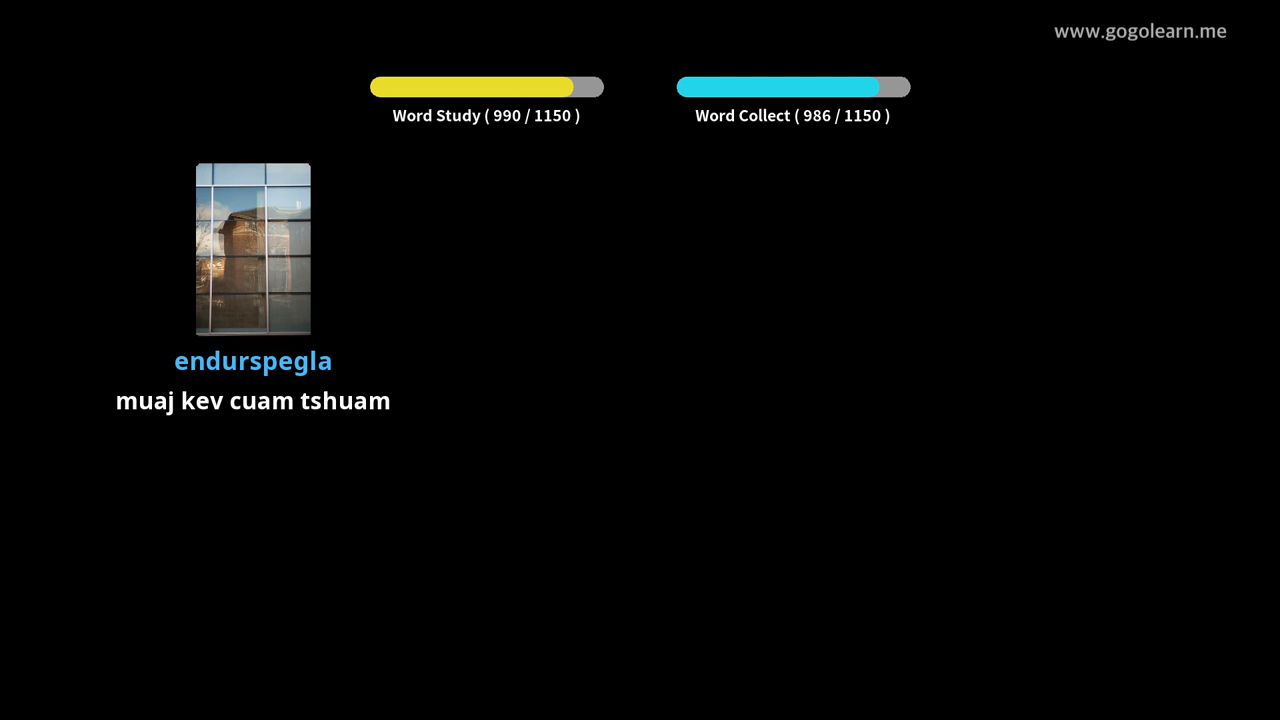 www.gogolearn.me
Word Study ( 990 / 1150 )
Word Collect ( 986 / 1150 )
endurspegla
muaj kev cuam tshuam